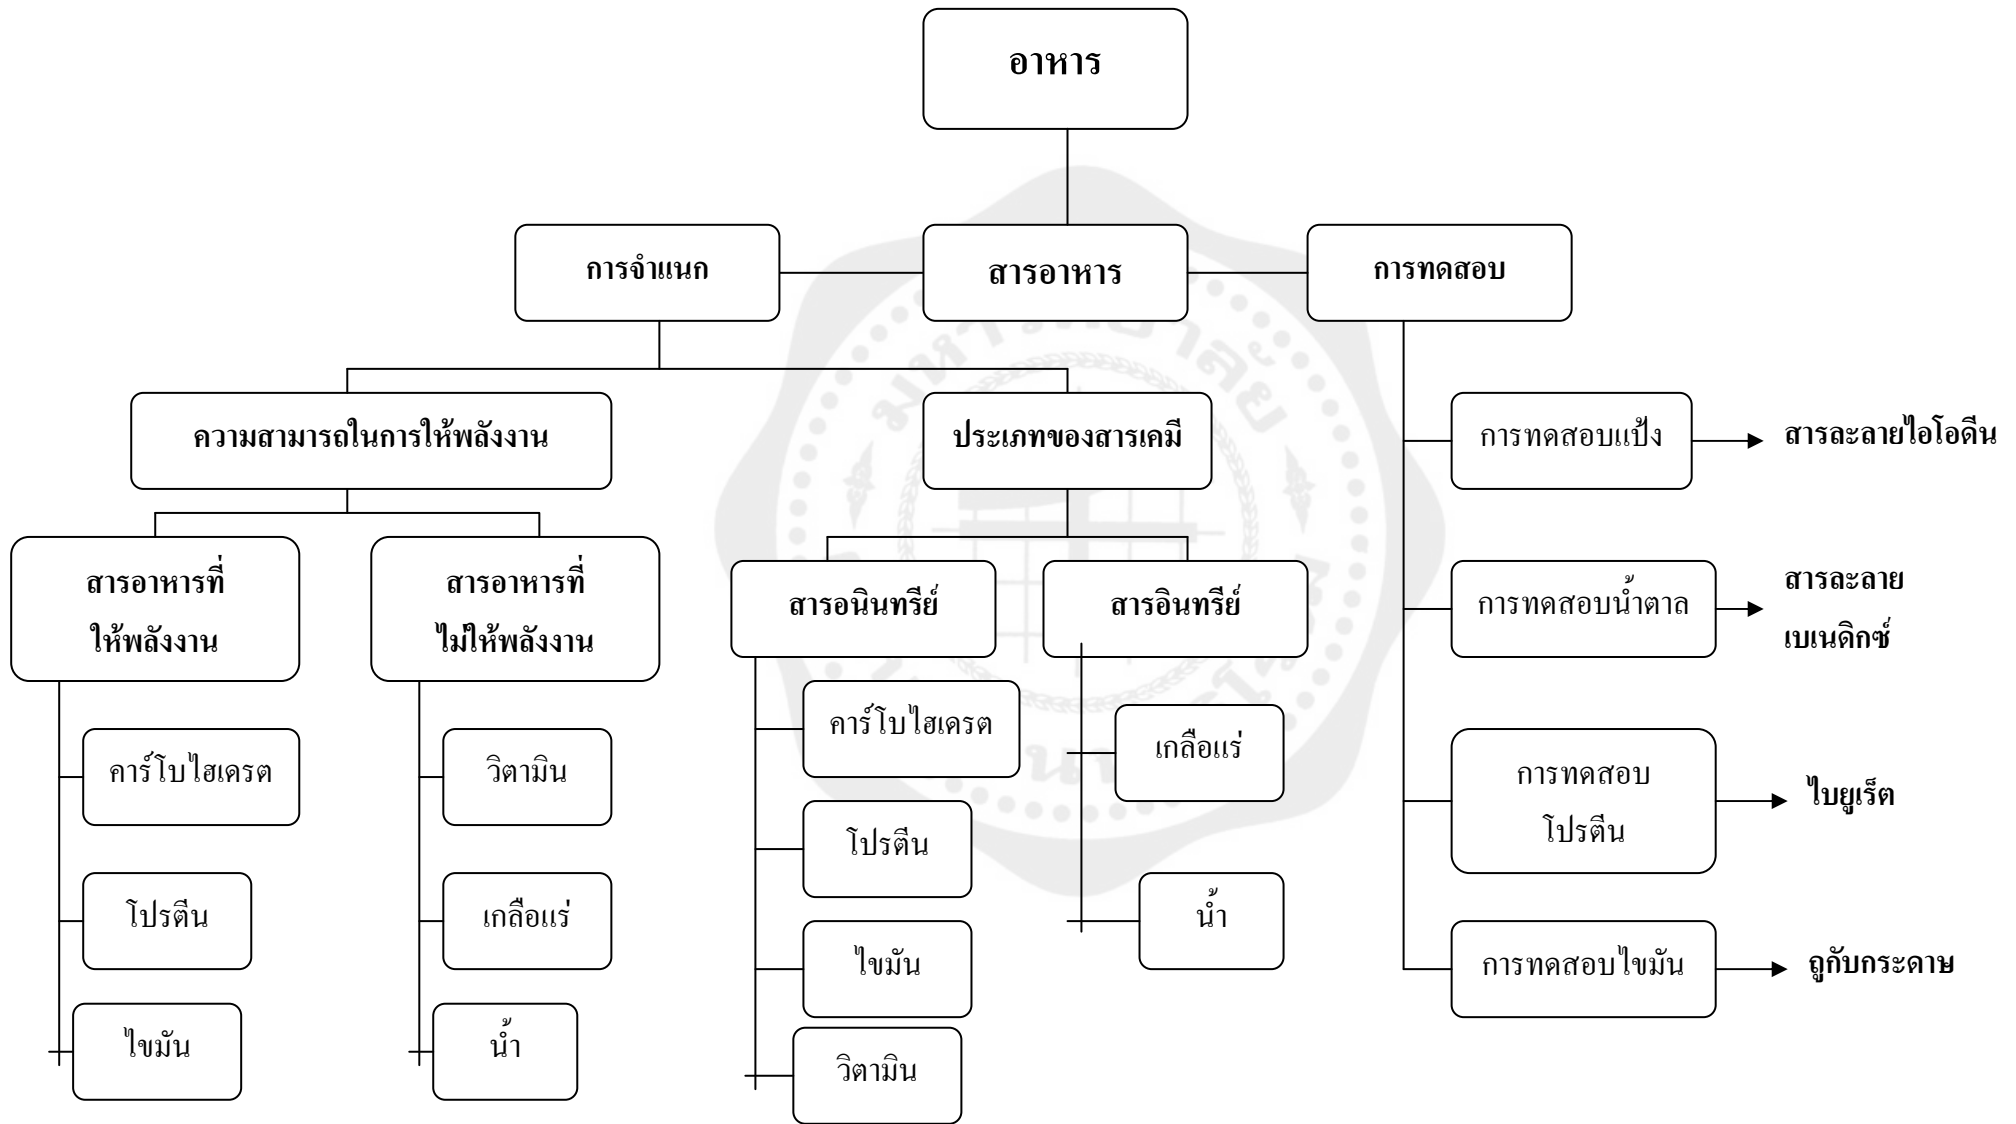 อาหาร
การจำแนก
สารอาหาร
การทดสอบ
ความสามารถในการให้พลังงาน
ประเภทของสารเคมี
การทดสอบแป้ง
สารละลายไอโอดีน
สารอาหารที่
ให้พลังงาน
สารอาหารที่
ไม่ให้พลังงาน
สารอนินทรีย์
สารอินทรีย์
การทดสอบน้ำตาล
สารละลาย
เบเนดิกซ์
คาร์โบไฮเดรต
โปรตีน
ไขมัน
วิตามิน
เกลือแร่
น้ำ
คาร์โบไฮเดรต
โปรตีน
ไขมัน
วิตามิน
เกลือแร่
น้ำ
การทดสอบ
โปรตีน
ไบยูเร็ต
การทดสอบไขมัน
ถูกับกระดาษ